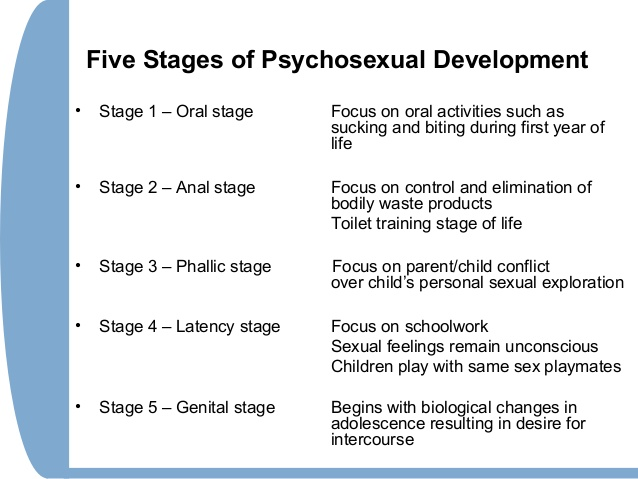 Five Stages of Psychosexual Development
• Stage 1 – Oral stage Focus on oral activities such as
sucking and biting during first year of
life
• Stage 2 – Anal stage Focus on control and elimination of
bodily waste products
Toilet training stage of life
• Stage 3 – Phallic stage Focus on parent/child conflict
over child’s personal sexual exploration
• Stage 4 – Latency stage Focus on schoolwork
Sexual feelings remain unconscious
Children play with same sex playmates
• Stage 5 – Genital stage Begins with biological changes in
adolescence resulting in desire for
intercourse